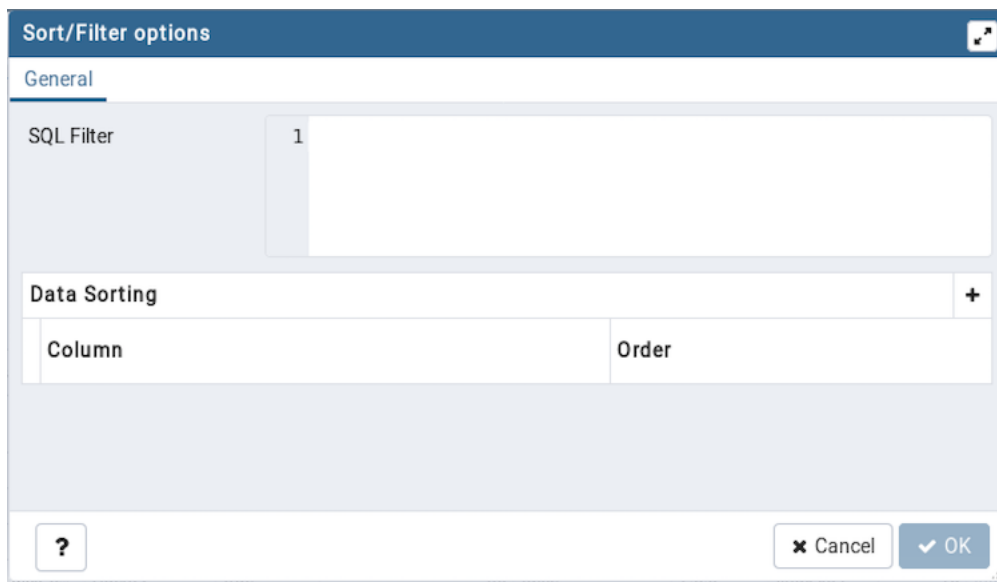 Sort/Filter options
General
SQL Filter
1
Data Sorting
+
Column Order
?
Cancel
OK